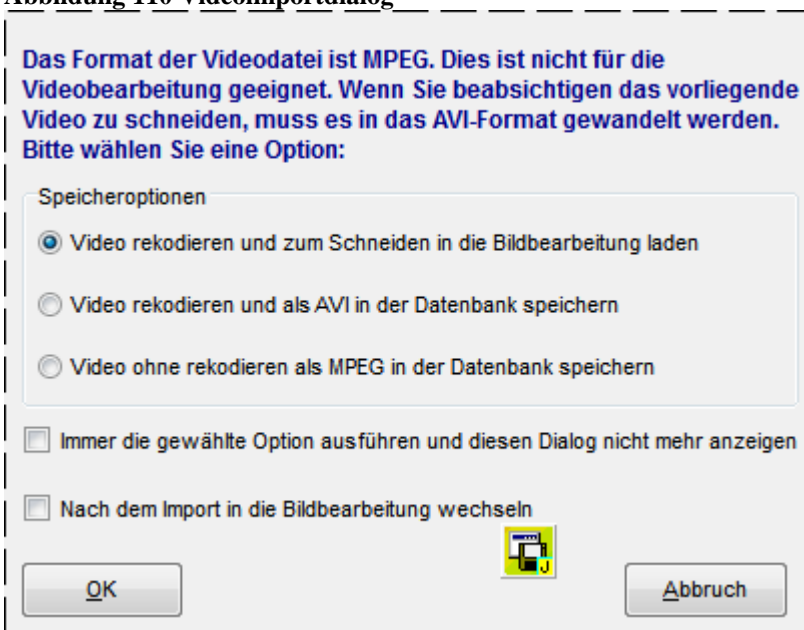 Abbildung 110 Videoimportdialog
Das Format der Videodatei ist MPEG. Dies ist nicht für die
Videobearbeitung geeignet. Wenn Sie beabsichtigen das vorliegende
Video zu schneiden, muss es in das AVI-Format gewandelt werden.
Bitte wählen Sie eine Option:
Speicheroptionen
Video rekodieren und zum Schneiden in die Bildbearbeitung laden
Video rekodieren und als AVI in der Datenbank speichern
Video ohne rekodieren als MPEG in der Datenbank speichern
Immer die gewählte Option ausführen und diesen Dialog nicht mehr anzeigen
Nach dem Import in die Bildbearbeitung wechseln
J
OK
Abbruch